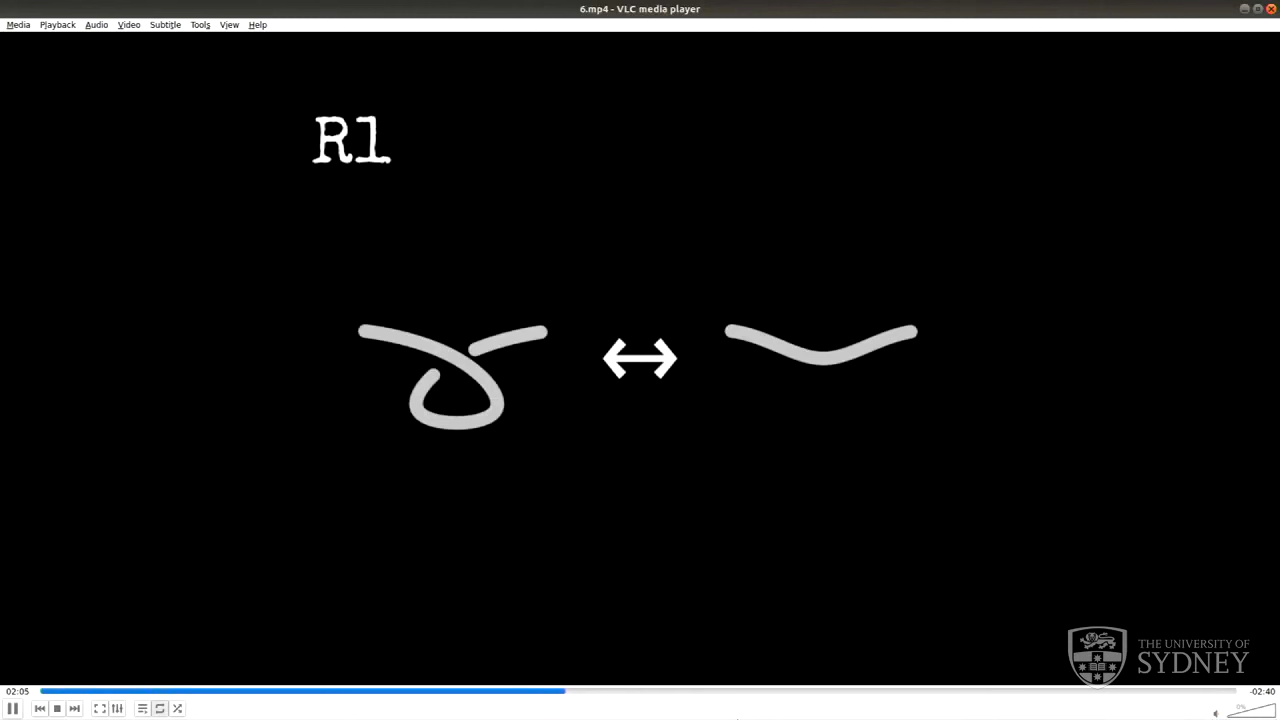 6.mp4 - VLC media player
Media Playback Audio Video Subtitle Tools View Help
R1
THE UNIVERSITY OF
SYDNEY
02:05
-02:40
0%